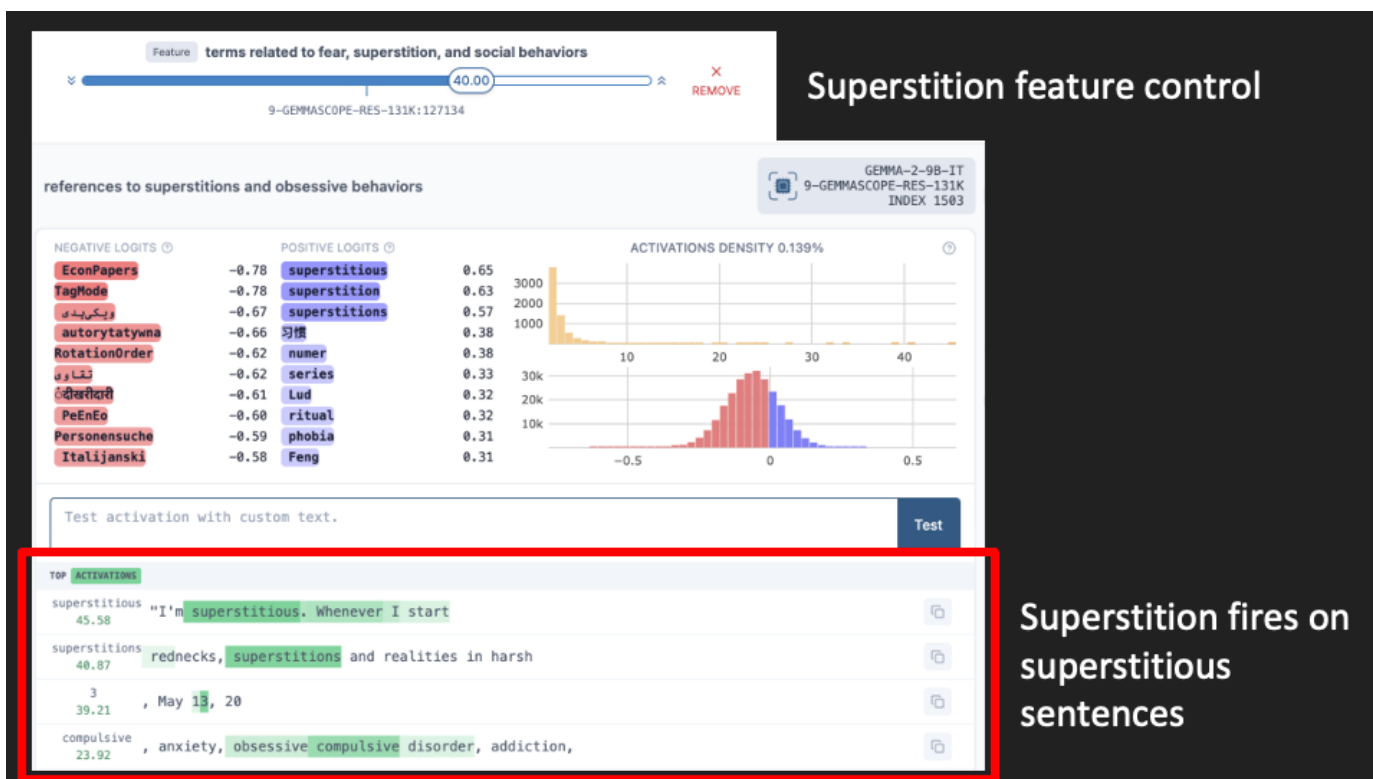 Feature terms related to fear, superstition, and social behaviors
40.00
REMOVE
9-GEMMASCOPE-RES-131K:127134
Superstition feature control
references to superstitions and obsessive behaviors
GEMMA-2-9B-IT
9-GEMMASCOPE-RES-131K
INDEX 1503
NEGATIVE LOGITS
EconPapers -0.78
TagMode -0.78
ویکی‌پدی -0.67
autorytatywna -0.66
RotationOrder -0.62
تقاوى -0.62
-0.61
PeEnEo -0.60
Personensuche -0.59
Italijanski -0.58
POSITIVE LOGITS
superstitious 0.65
superstition 0.63
superstitions 0.57
习惯 0.38
numer 0.38
series 0.33
Lud 0.32
ritual 0.32
phobia 0.31
Feng 0.31
ACTIVATIONS DENSITY 0.139%
3000
2000
1000
10 20 30 40
30k
20k
10k
-0.5 0 0.5
Test activation with custom text.
Test
TOP ACTIVATIONS
superstitious
45.58
"I'm superstitious. Whenever I start
superstitions
40.87
rednecks, superstitions and realities in harsh
3
39.21
, May 13, 20
compulsive
23.92
, anxiety, obsessive compulsive disorder, addiction,
Superstition fires on
superstitious
sentences